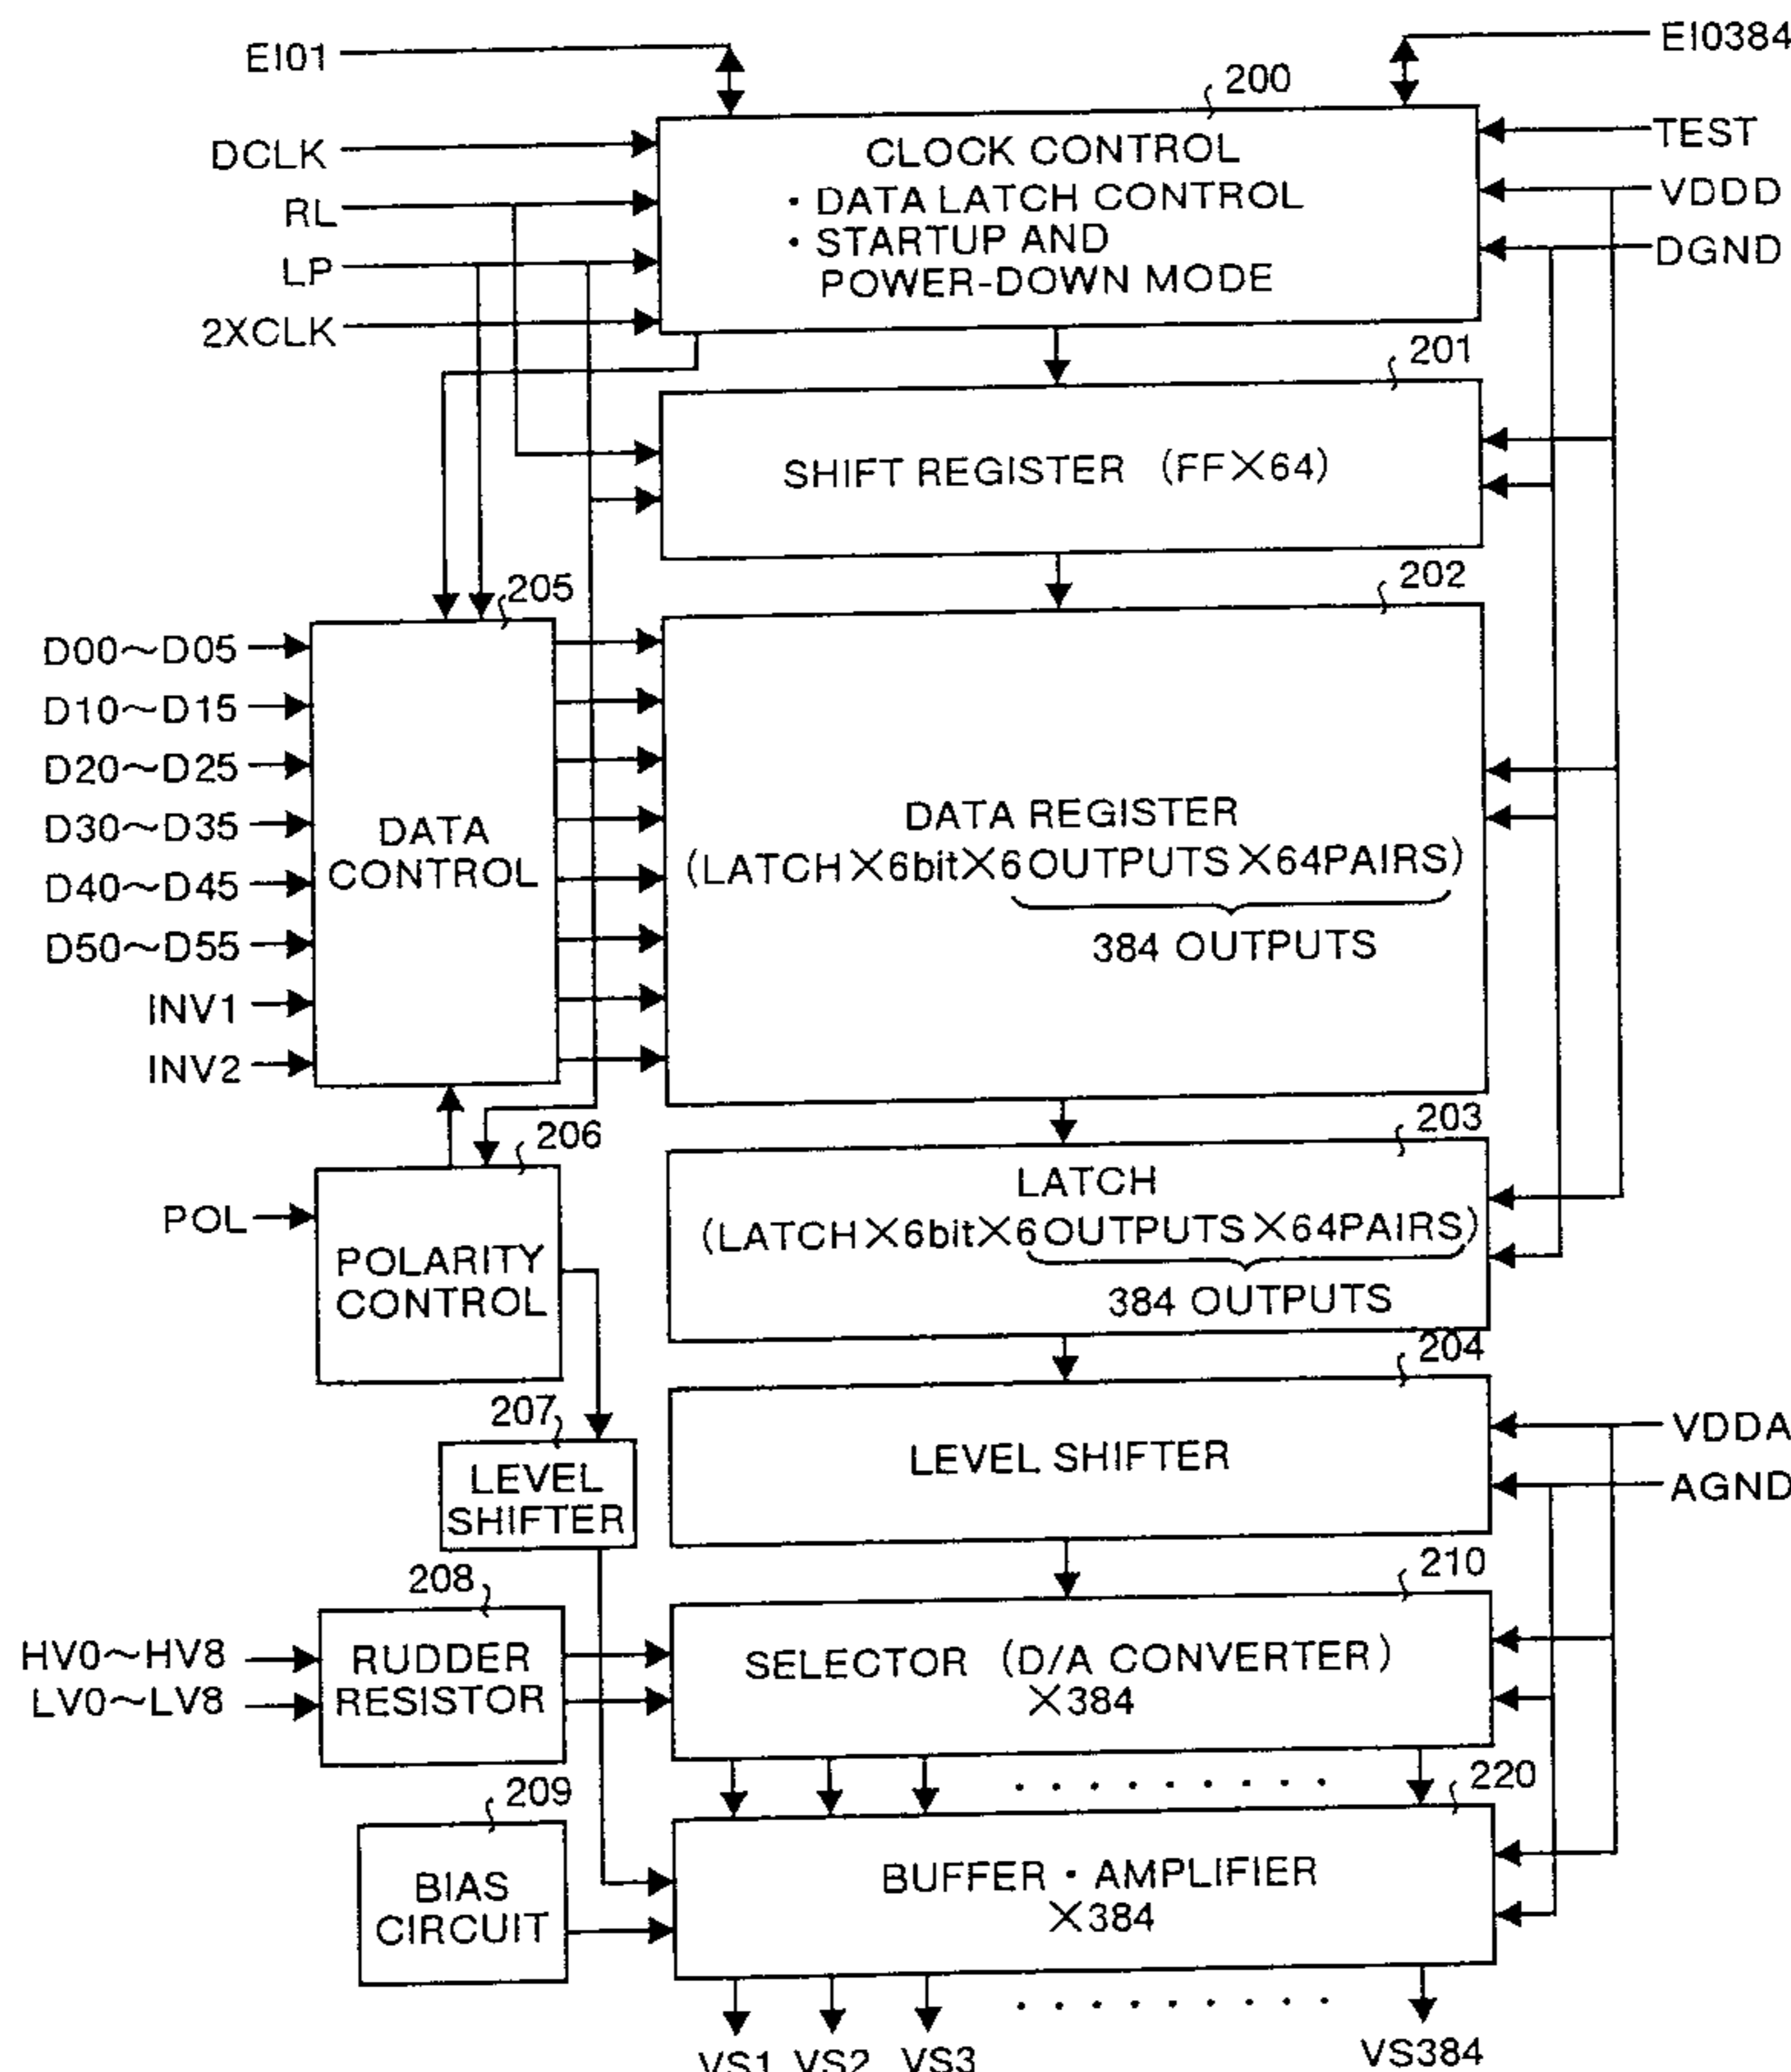 EI01
EI0384
200
DCLK
RL
LP
2XCLK
CLOCK CONTROL
・DATA LATCH CONTROL
・STARTUP AND
POWER-DOWN MODE
TEST
VDDD
DGND
201
SHIFT REGISTER (FF×64)
202
205
D00~D05
D10~D15
D20~D25
D30~D35
D40~D45
D50~D55
INV1
INV2
DATA
CONTROL
DATA REGISTER
(LATCH×6bit×6OUTPUTS×64PAIRS)
384 OUTPUTS
203
206
POL
POLARITY
CONTROL
LATCH
(LATCH×6bit×6OUTPUTS×64PAIRS)
384 OUTPUTS
204
207
LEVEL
SHIFTER
LEVEL SHIFTER
VDDA
AGND
208
210
HV0~HV8
LV0~LV8
RUDDER
RESISTOR
SELECTOR (D/A CONVERTER)
×384
209
220
BIAS
CIRCUIT
BUFFER・AMPLIFIER
×384
VS1 VS2 VS3 VS384